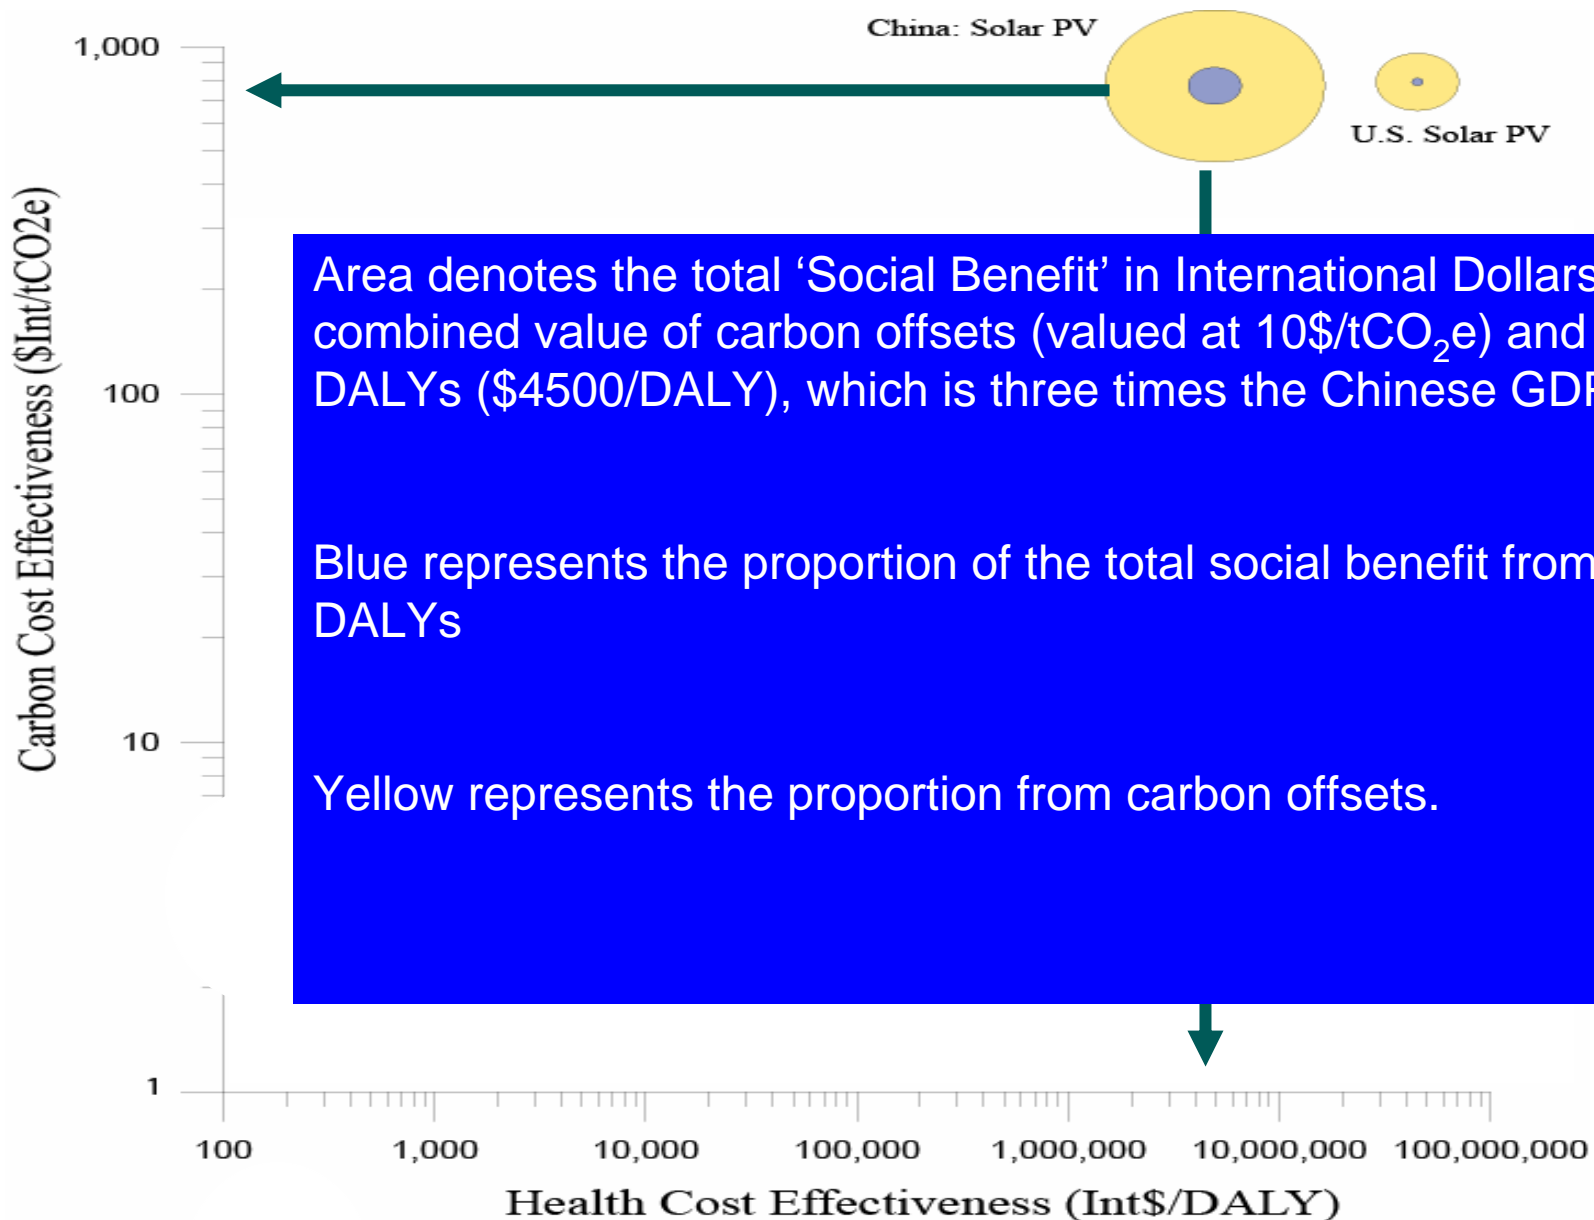 China: Solar PV
U.S. Solar PV
1,000
100
10
1
Carbon Cost Effectiveness ($Int/tCO2e)
Area denotes the total ‘Social Benefit’ in International Dollars
combined value of carbon offsets (valued at 10$/tCO₂e) and
DALYs ($4500/DALY), which is three times the Chinese
Blue represents the proportion of the total social benefit from
DALYs
Yellow represents the proportion from carbon offsets.
100 1,000 10,000 100,000 1,000,000 10,000,000 100,000,000
Health Cost Effectiveness (Int$/DALY)